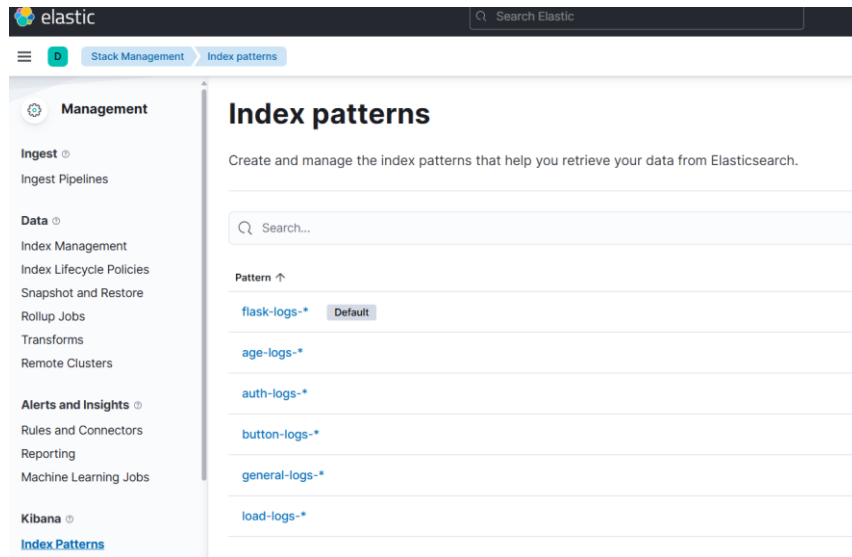 elastic
Search Elastic
D
Stack Management
Index patterns
Management
Ingest
Ingest Pipelines
Data
Index Management
Index Lifecycle Policies
Snapshot and Restore
Rollup Jobs
Transforms
Remote Clusters
Alerts and Insights
Rules and Connectors
Reporting
Machine Learning Jobs
Kibana
Index Patterns
Index patterns
Create and manage the index patterns that help you retrieve your data from Elasticsearch.
Search...
Pattern
flask-logs-* Default
age-logs-*
auth-logs-*
button-logs-*
general-logs-*
load-logs-*